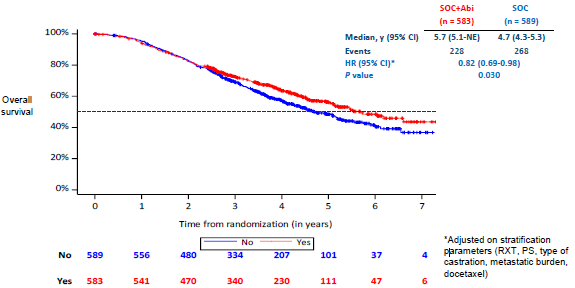 SOC+Abi SOC
(n = 583) (n = 589)
Median, y (95% CI) 5.7 (5.1-NE) 4.7 (4.3-5.3)
Events 228 268
HR (95% CI)* 0.82 (0.69-0.98)
P value 0.030
100%
80%
Overall
survival
60%
40%
20%
0%
0 1 2 3 4 5 6 7
Time from randomization (in years)
No Yes
No 589 556 480 334 207 101 37 4
Yes 583 541 470 340 230 111 47 6
*Adjusted on stratification
parameters (RXT, PS, type of
castration, metastatic burden,
docetaxel)